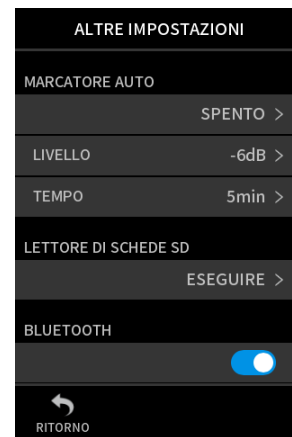 ALTRE IMPOSTAZIONI
MARCATORE AUTO
SPENTO >
LIVELLO -6dB >
TEMPO 5min >
LETTORE DI SCHEDE SD
ESEGUIRE >
BLUETOOTH
RITORNO